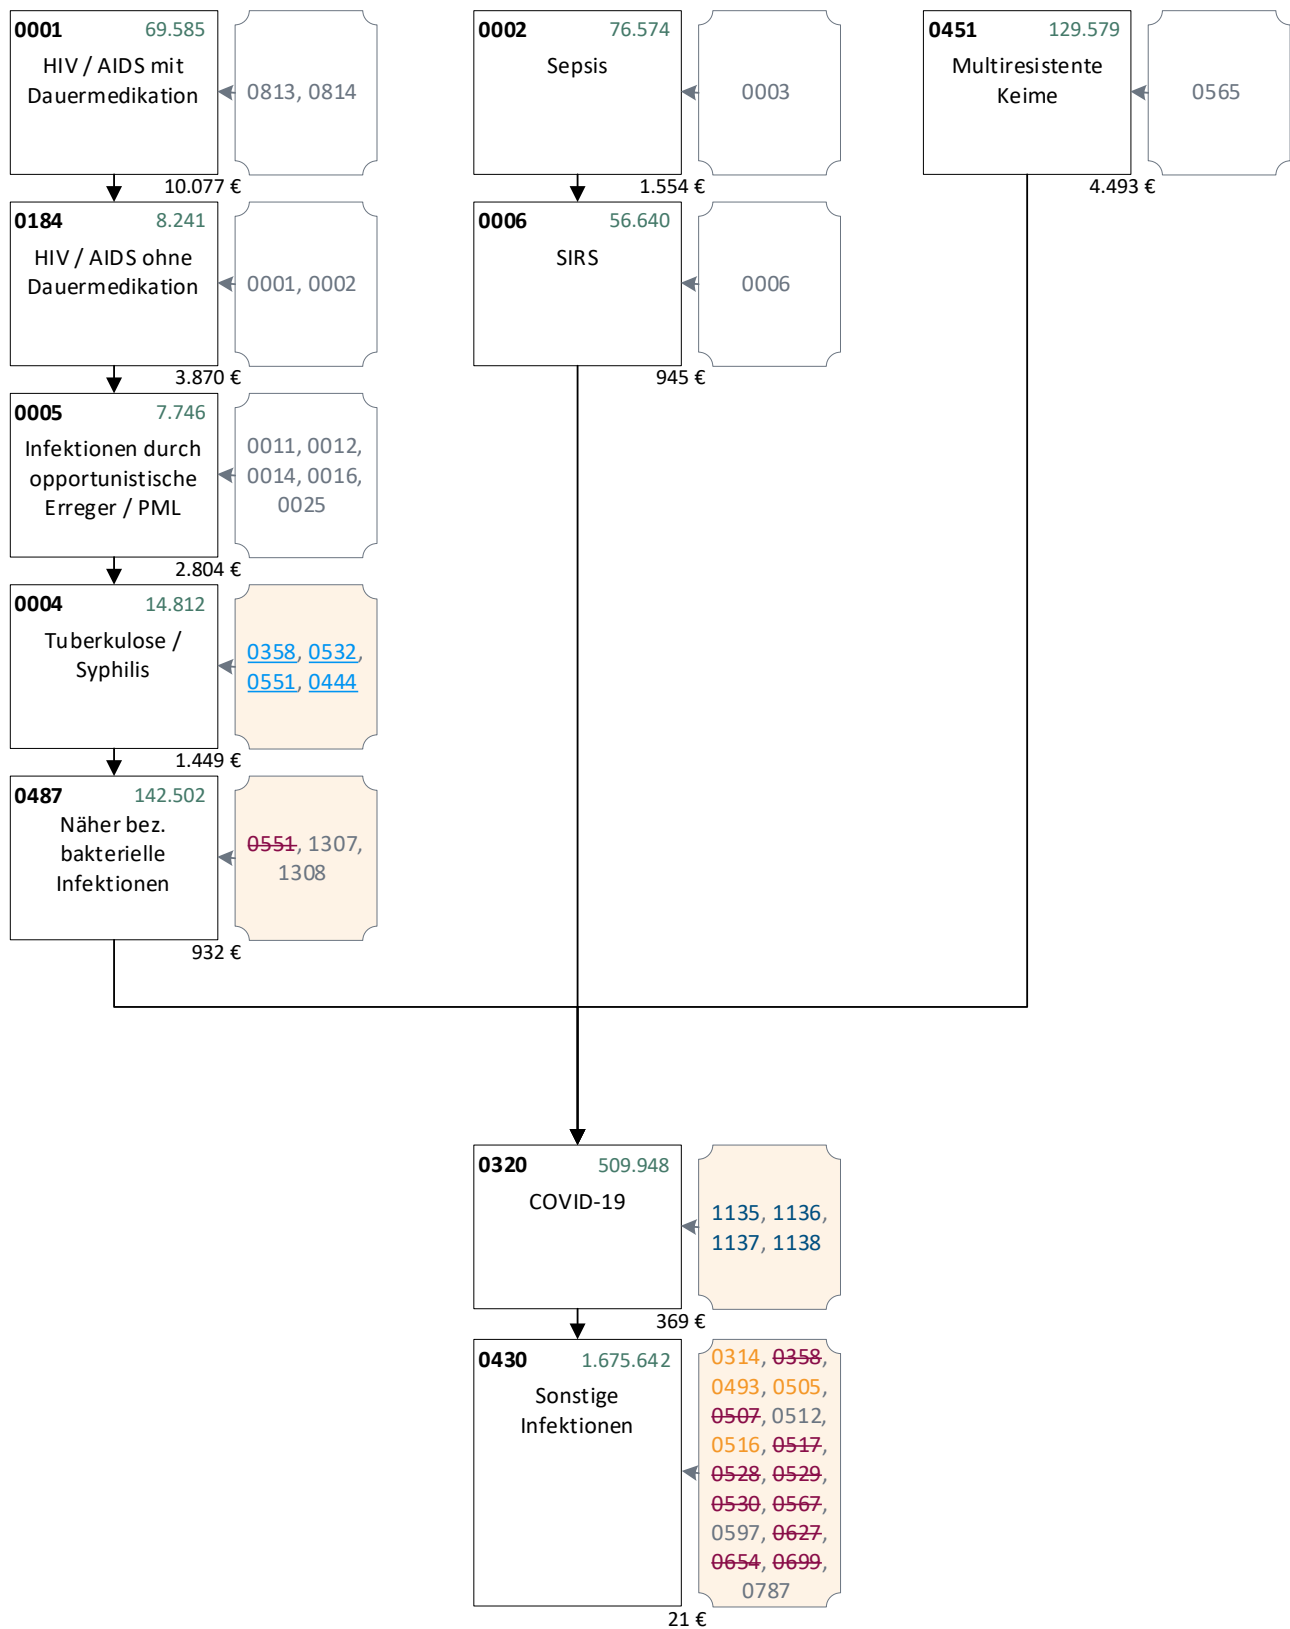 0001 69.585
HIV / AIDS mit
Dauermedikation
0813, 0814
10.077 €
0184 8.241
HIV / AIDS ohne
Dauermedikation
0001, 0002
3.870 €
0005 7.746
Infektionen durch
opportunistische
Erreger / PML
0011, 0012,
0014, 0016,
0025
2.804 €
0004 14.812
Tuberkulose /
Syphilis
0358, 0532,
0551, 0444
1.449 €
0487 142.502
Näher bez.
bakterielle
Infektionen
0551, 1307,
1308
932 €
0002 76.574
Sepsis
0003
1.554 €
0006 56.640
SIRS
0006
945 €
0451 129.579
Multiresistente
Keime
0565
4.493 €
0320 509.948
COVID-19
1135, 1136,
1137, 1138
369 €
0430 1.675.642
Sonstige
Infektionen
0314, 0358,
0493, 0505,
0507, 0512,
0516, 0517,
0528, 0529,
0530, 0567,
0597, 0627,
0654, 0699,
0787
21 €